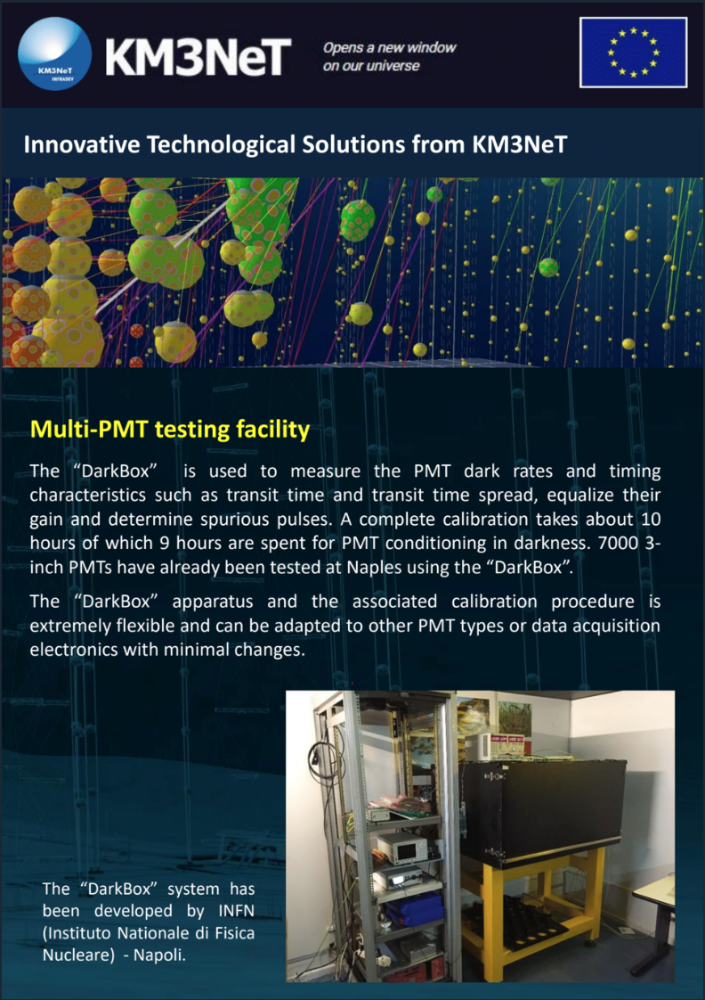 KM3NeT
INFRADEV
KM3NeT
Opens a new window
on our universe
Innovative Technological Solutions from KM3NeT
Multi-PMT testing facility
The “DarkBox” is used to measure the PMT dark rates and timing
characteristics such as transit time and transit time spread, equalize their
gain and determine spurious pulses. A complete calibration takes about 10
hours of which 9 hours are spent for PMT conditioning in darkness. 7000 3-
inch PMTs have already been tested at Naples using the “DarkBox”.
The “DarkBox” apparatus and the associated calibration procedure is
extremely flexible and can be adapted to other PMT types or data acquisition
electronics with minimal changes.
The “DarkBox” system has
been developed by INFN
(Instituto Nationale di Fisica
Nucleare) - Napoli.